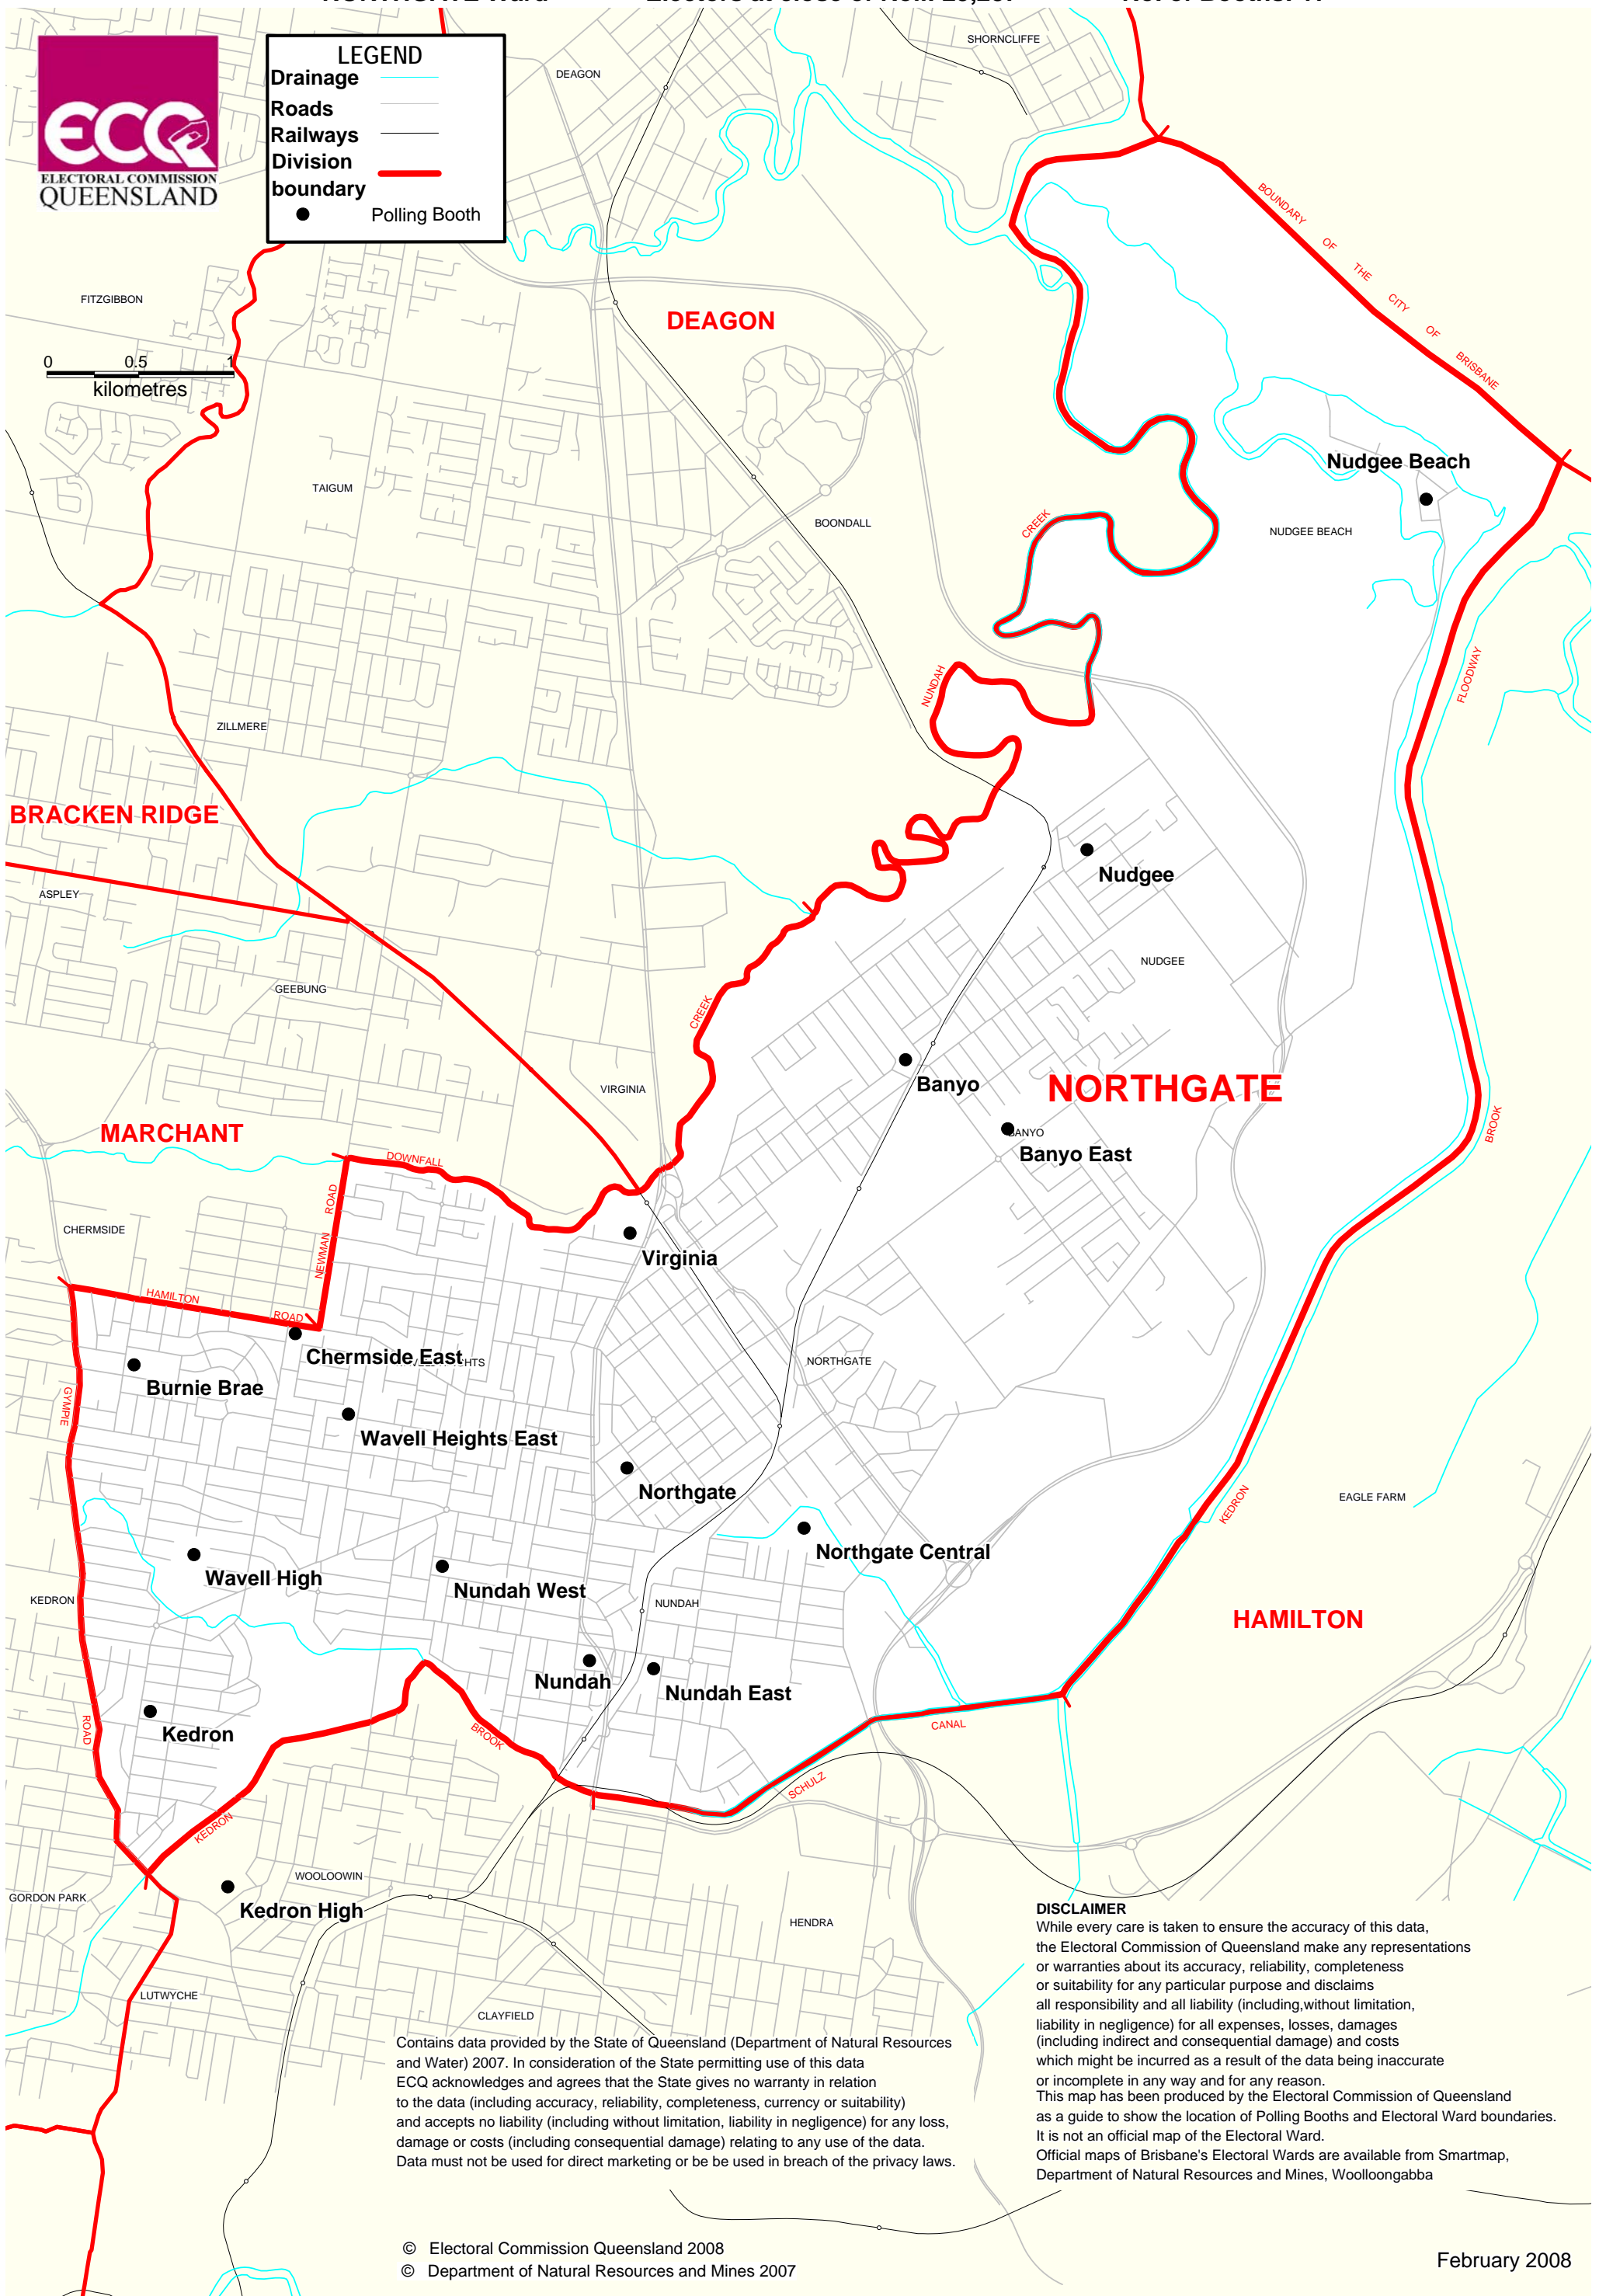 ECQ
ELECTORAL COMMISSION
QUEENSLAND
LEGEND
Drainage
Roads
Railways
Division
boundary
Polling Booth
0 0.5 1
kilometres
SHORNCLIFFE
DEAGON
FITZGIBBON
DEAGON
BOUNDARY OF THE CITY OF BRISBANE
Nudgee Beach
TAIGUM
BOONDALL
CREEK
NUDGEE BEACH
NUNDAH
FLOODWAY
ZILLMERE
BRACKEN RIDGE
ASPLEY
Nudgee
NUDGEE
GEEBUNG
CREEK
VIRGINIA
Banyo
NORTHGATE
BANYO
Banyo East
BROOK
MARCHANT
DOWNFALL
NEWMAN ROAD
CHERMSIDE
Virginia
HAMILTON ROAD
Chermside East
Burnie Brae
GYMPIE
NORTHGATE
Wavell Heights East
Northgate
EAGLE FARM
KEDRON
Northgate Central
Wavell High
Nundah West
KEDRON
NUNDAH
HAMILTON
Nundah
Nundah East
Kedron
ROAD
BROOK
CANAL
SCHULZ
KEDRON
WOOLOOWIN
GORDON PARK
Kedron High
HENDRA
LUTWYCHE
CLAYFIELD
Contains data provided by the State of Queensland (Department of Natural Resources
and Water) 2007. In consideration of the State permitting use of this data
ECQ acknowledges and agrees that the State gives no warranty in relation
to the data (including accuracy, reliability, completeness, currency or suitability)
and accepts no liability (including without limitation, liability in negligence) for any loss,
damage or costs (including consequential damage) relating to any use of the data.
Data must not be used for direct marketing or be be used in breach of the privacy laws.
DISCLAIMER
While every care is taken to ensure the accuracy of this data,
the Electoral Commission of Queensland make any representations
or warranties about its accuracy, reliability, completeness
or suitability for any particular purpose and disclaims
all responsibility and all liability (including,without limitation,
liability in negligence) for all expenses, losses, damages
(including indirect and consequential damage) and costs
which might be incurred as a result of the data being inaccurate
or incomplete in any way and for any reason.
This map has been produced by the Electoral Commission of Queensland
as a guide to show the location of Polling Booths and Electoral Ward boundaries.
It is not an official map of the Electoral Ward.
Official maps of Brisbane's Electoral Wards are available from Smartmap,
Department of Natural Resources and Mines, Woolloongabba
© Electoral Commission Queensland 2008
© Department of Natural Resources and Mines 2007
February 2008